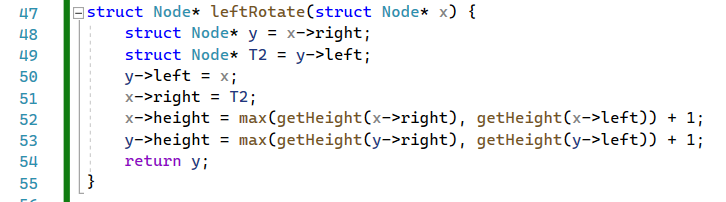 47 struct Node* leftRotate(struct Node* x) {
48     struct Node* y = x->right;
49     struct Node* T2 = y->left;
50     y->left = x;
51     x->right = T2;
52     x->height = max(getHeight(x->right), getHeight(x->left)) + 1;
53     y->height = max(getHeight(y->right), getHeight(y->left)) + 1;
54     return y;
55 }